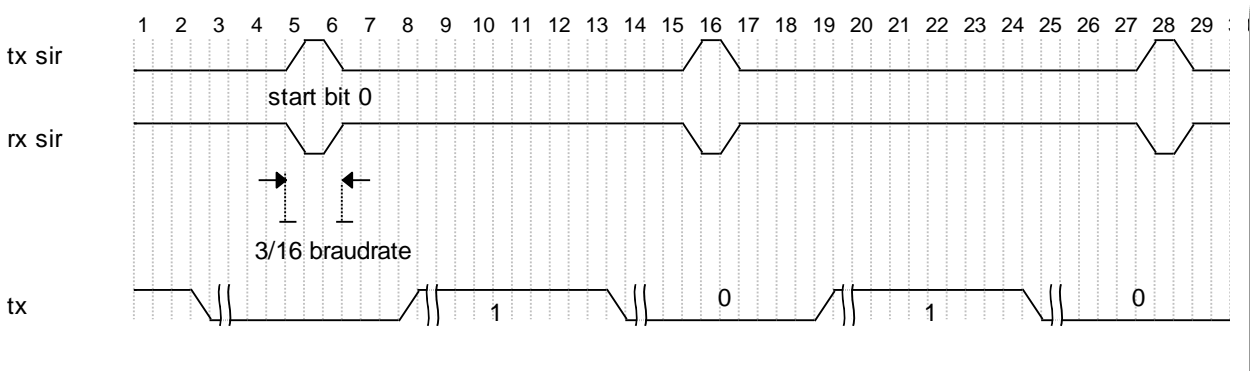 1 2 3 4 5 6 7 8 9 10 11 12 13 14 15 16 17 18 19 20 21 22 23 24 25 26 27 28 29
tx sir
start bit 0
rx sir
3/16 braudrate
tx 1 0 1 0